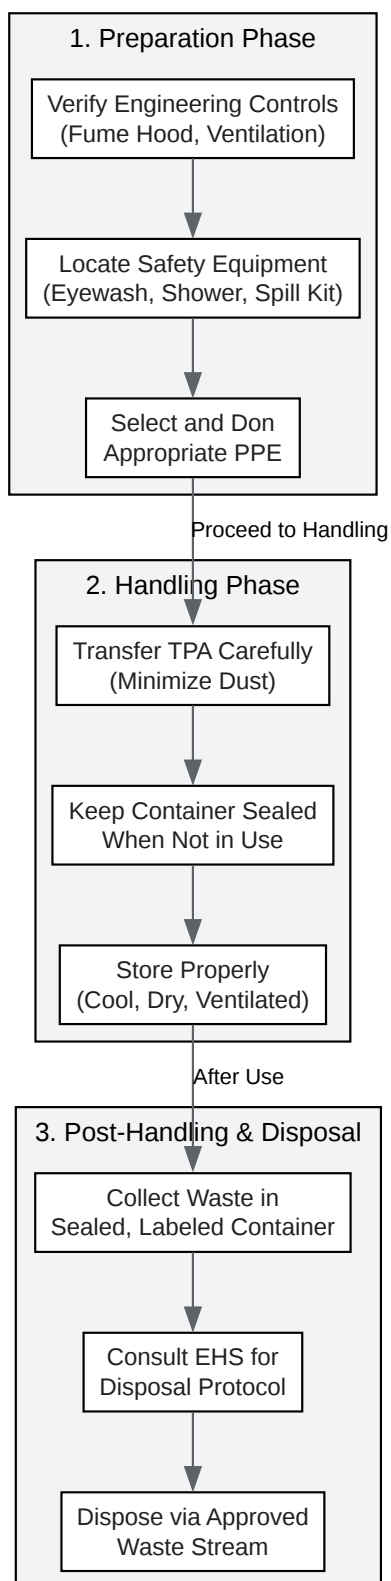 1. Preparation Phase
Verify Engineering Controls
(Fume Hood, Ventilation)
Locate Safety Equipment
(Eyewash, Shower, Spill Kit)
Select and Don
Appropriate PPE
Proceed to Handling
2. Handling Phase
Transfer TPA Carefully
(Minimize Dust)
Keep Container Sealed
When Not in Use
Store Properly
(Cool, Dry, Ventilated)
After Use
3. Post-Handling & Disposal
Collect Waste in
Sealed, Labeled Container
Consult EHS for
Disposal Protocol
Dispose via Approved
Waste Stream